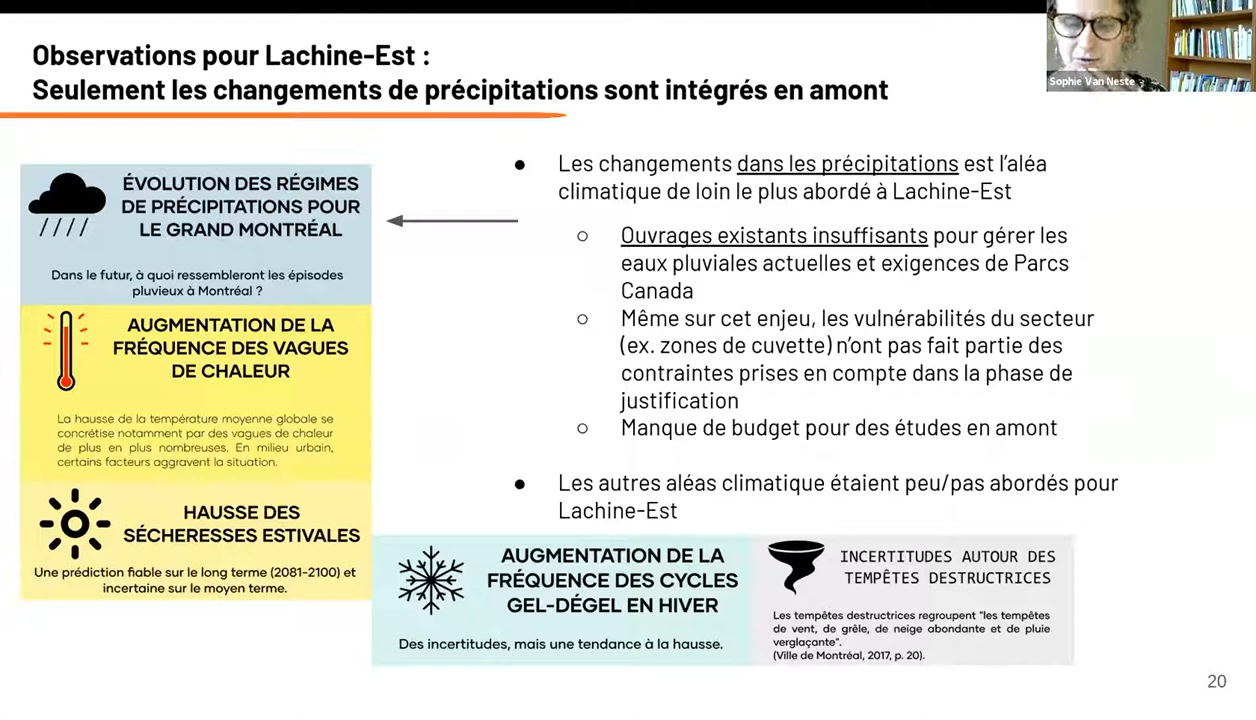 Observations pour Lachine-Est :
Seulement les changements de précipitations sont intégrés en amont
Sophie Van Neste
ÉVOLUTION DES RÉGIMES
DE PRÉCIPITATIONS POUR
LE GRAND MONTRÉAL
Dans le futur, à quoi ressembleront les épisodes
pluvieux à Montréal ?
AUGMENTATION DE LA
FRÉQUENCE DES VAGUES
DE CHALEUR
La hausse de la température moyenne globale se
concrétise notamment par des vagues de chaleur
de plus en plus nombreuses. En milieu urbain,
certains facteurs aggravent la situation.
HAUSSE DES
SÉCHERESSES ESTIVALES
Une prédiction fiable sur le long terme (2081-2100) et
incertaine sur le moyen terme.
● Les changements dans les précipitations est l'aléa
climatique de loin le plus abordé à Lachine-Est
○ Ouvrages existants insuffisants pour gérer les
eaux pluviales actuelles et exigences de Parcs
Canada
○ Même sur cet enjeu, les vulnérabilités du secteur
(ex. zones de cuvette) n'ont pas fait partie des
contraintes prises en compte dans la phase de
justification
○ Manque de budget pour des études en amont
● Les autres aléas climatique étaient peu/pas abordés pour
Lachine-Est
AUGMENTATION DE LA
FRÉQUENCE DES CYCLES
GEL-DÉGEL EN HIVER
Des incertitudes, mais une tendance à la hausse.
INCERTITUDES AUTOUR DES
TEMPÊTES DESTRUCTRICES
Les tempêtes destructrices regroupent "les tempêtes
de vent, de grêle, de neige abondante et de pluie
verglaçante".
(Ville de Montréal, 2017, p. 20).
20